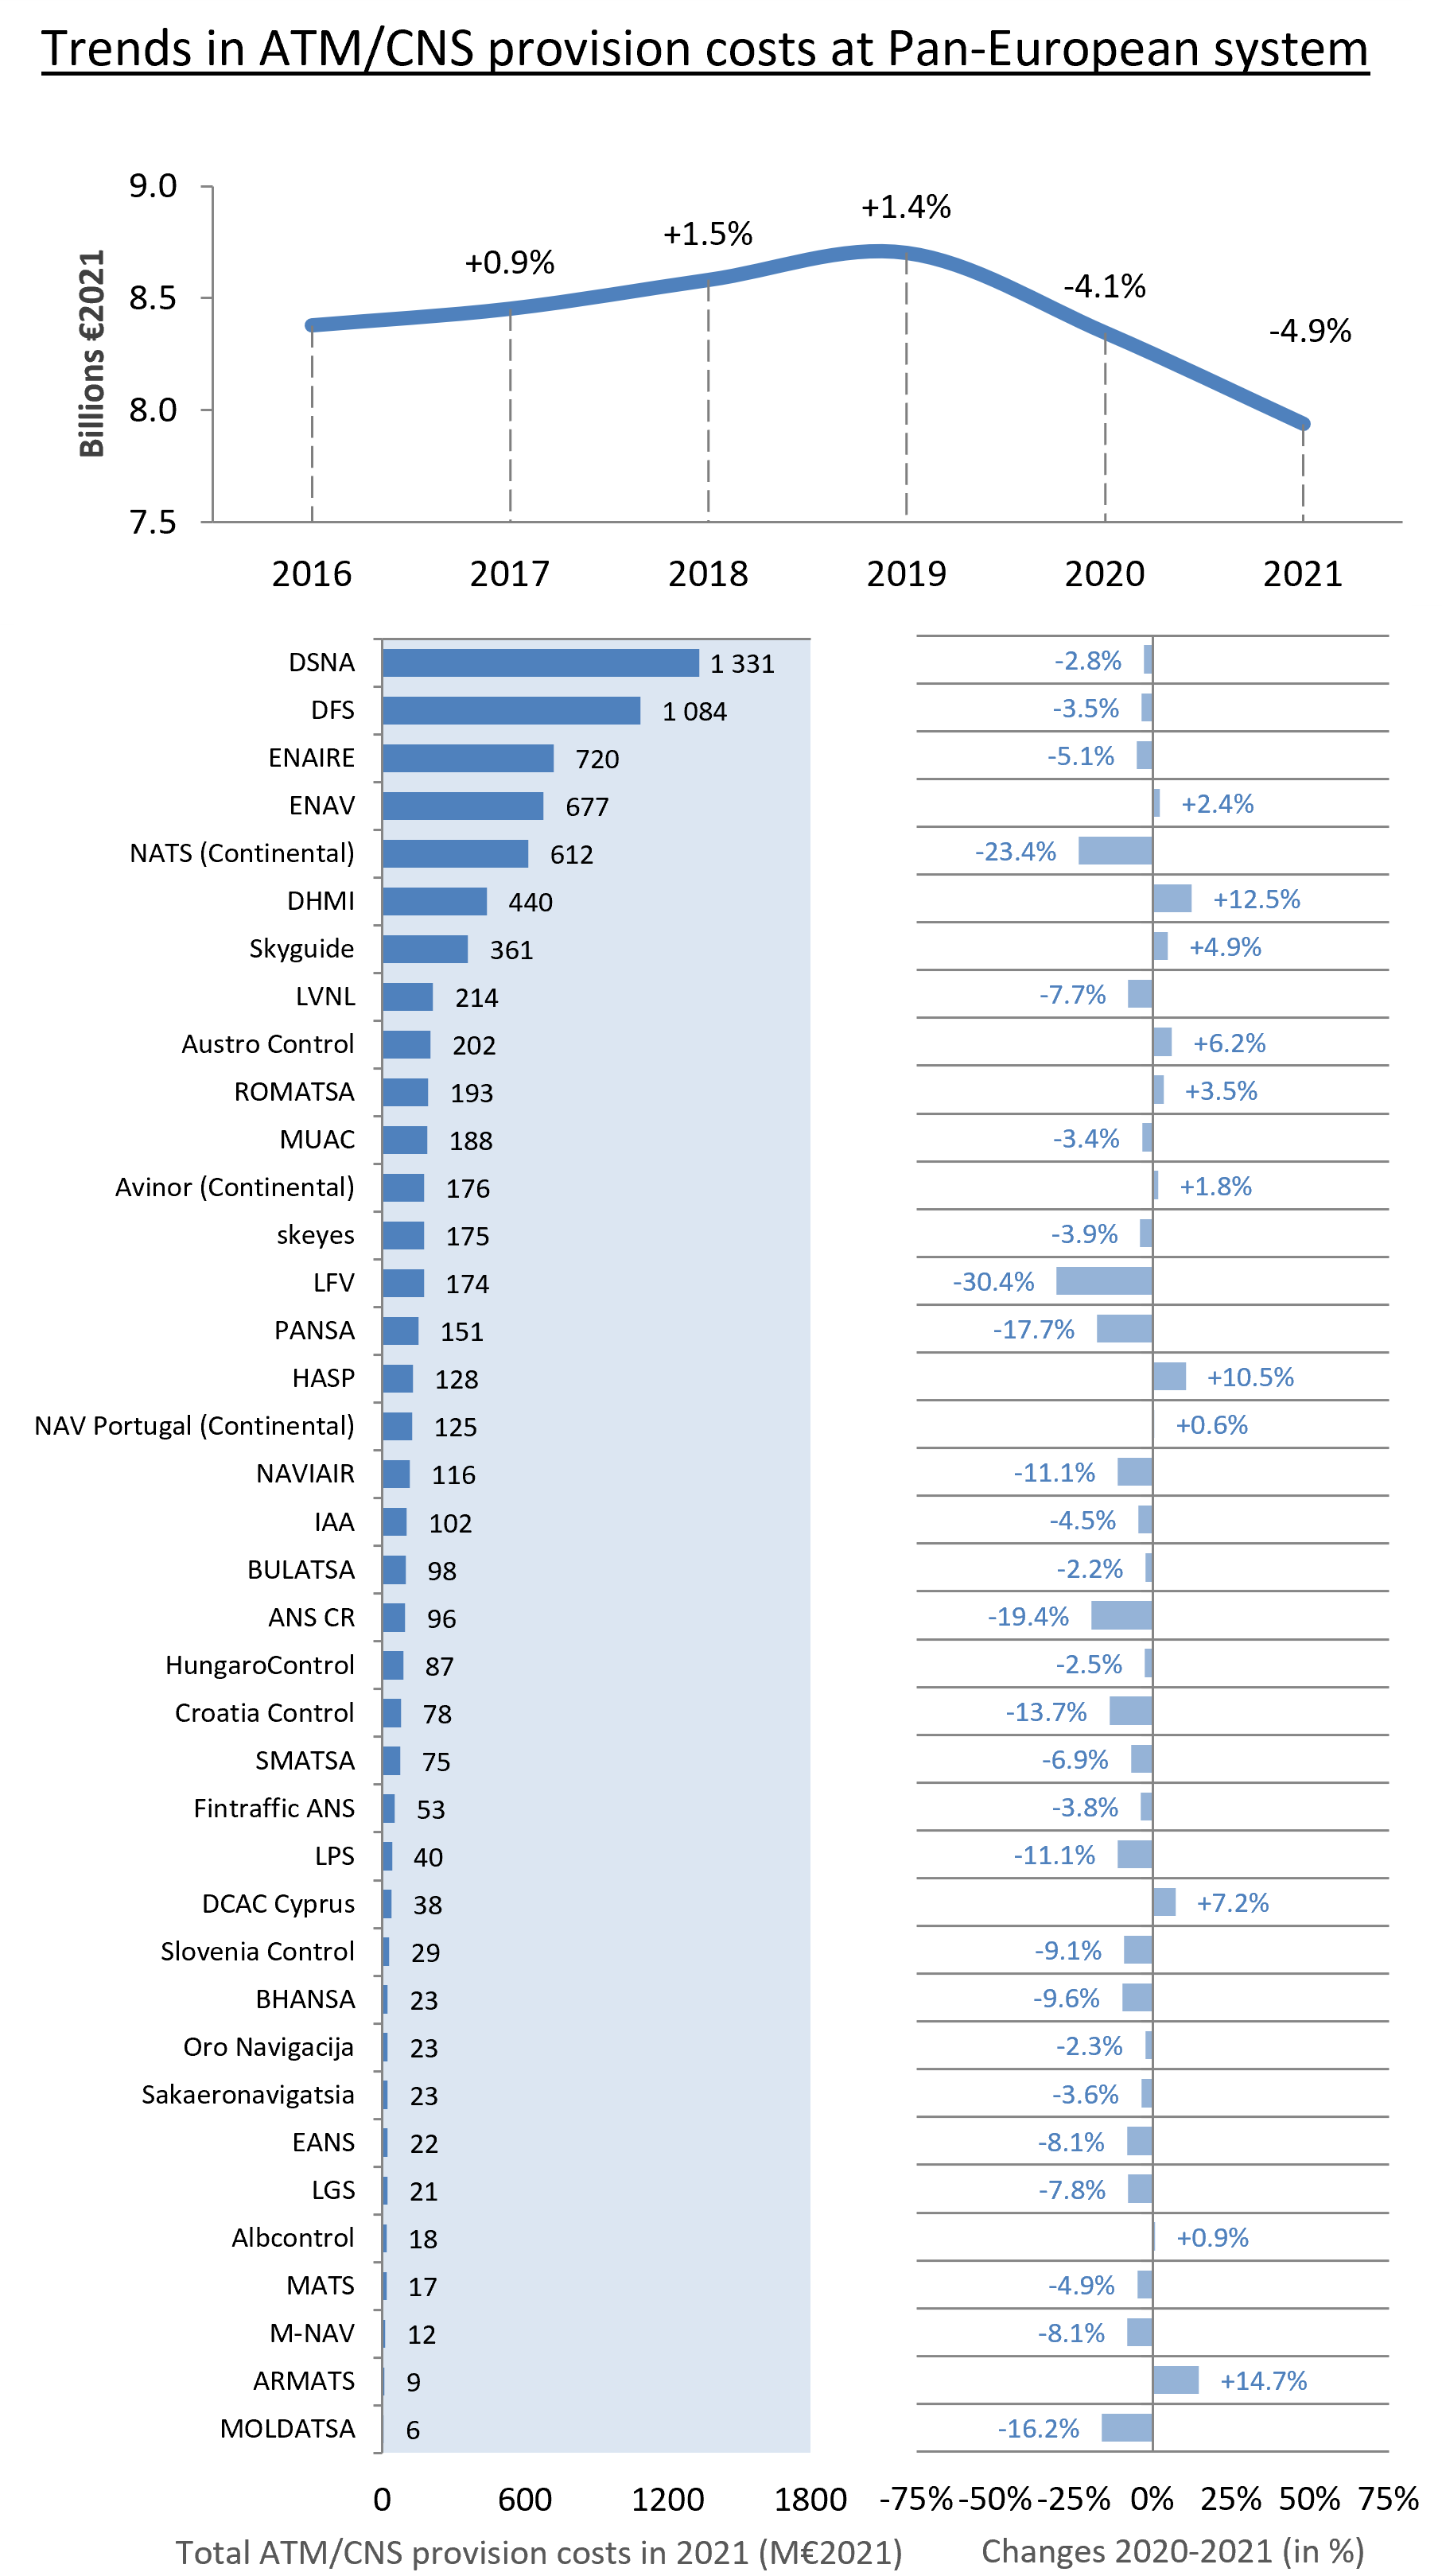 Trends in ATM/CNS provision costs at Pan-European system
Billions €2021
9.0
8.5
8.0
7.5
+0.9%
+1.5%
+1.4%
-4.1%
-4.9%
2016 2017 2018 2019 2020 2021
DSNA 1 331 -2.8%
DFS 1 084 -3.5%
ENAIRE 720 -5.1%
ENAV 677 +2.4%
NATS (Continental) 612 -23.4%
DHMI 440 +12.5%
Skyguide 361 +4.9%
LVNL 214 -7.7%
Austro Control 202 +6.2%
ROMATSA 193 +3.5%
MUAC 188 -3.4%
Avinor (Continental) 176 +1.8%
skeyes 175 -3.9%
LFV 174 -30.4%
PANSA 151 -17.7%
HASP 128 +10.5%
NAV Portugal (Continental) 125 +0.6%
NAVIAIR 116 -11.1%
IAA 102 -4.5%
BULATSA 98 -2.2%
ANS CR 96 -19.4%
HungaroControl 87 -2.5%
Croatia Control 78 -13.7%
SMATSA 75 -6.9%
Fintraffic ANS 53 -3.8%
LPS 40 -11.1%
DCAC Cyprus 38 +7.2%
Slovenia Control 29 -9.1%
BHANSA 23 -9.6%
Oro Navigacija 23 -2.3%
Sakaeronavigatsia 23 -3.6%
EANS 22 -8.1%
LGS 21 -7.8%
Albcontrol 18 +0.9%
MATS 17 -4.9%
M-NAV 12 -8.1%
ARMATS 9 +14.7%
MOLDATSA 6 -16.2%
0 600 1200 1800 -75% -50% -25% 0% 25% 50% 75%
Total ATM/CNS provision costs in 2021 (M€2021) Changes 2020-2021 (in %)